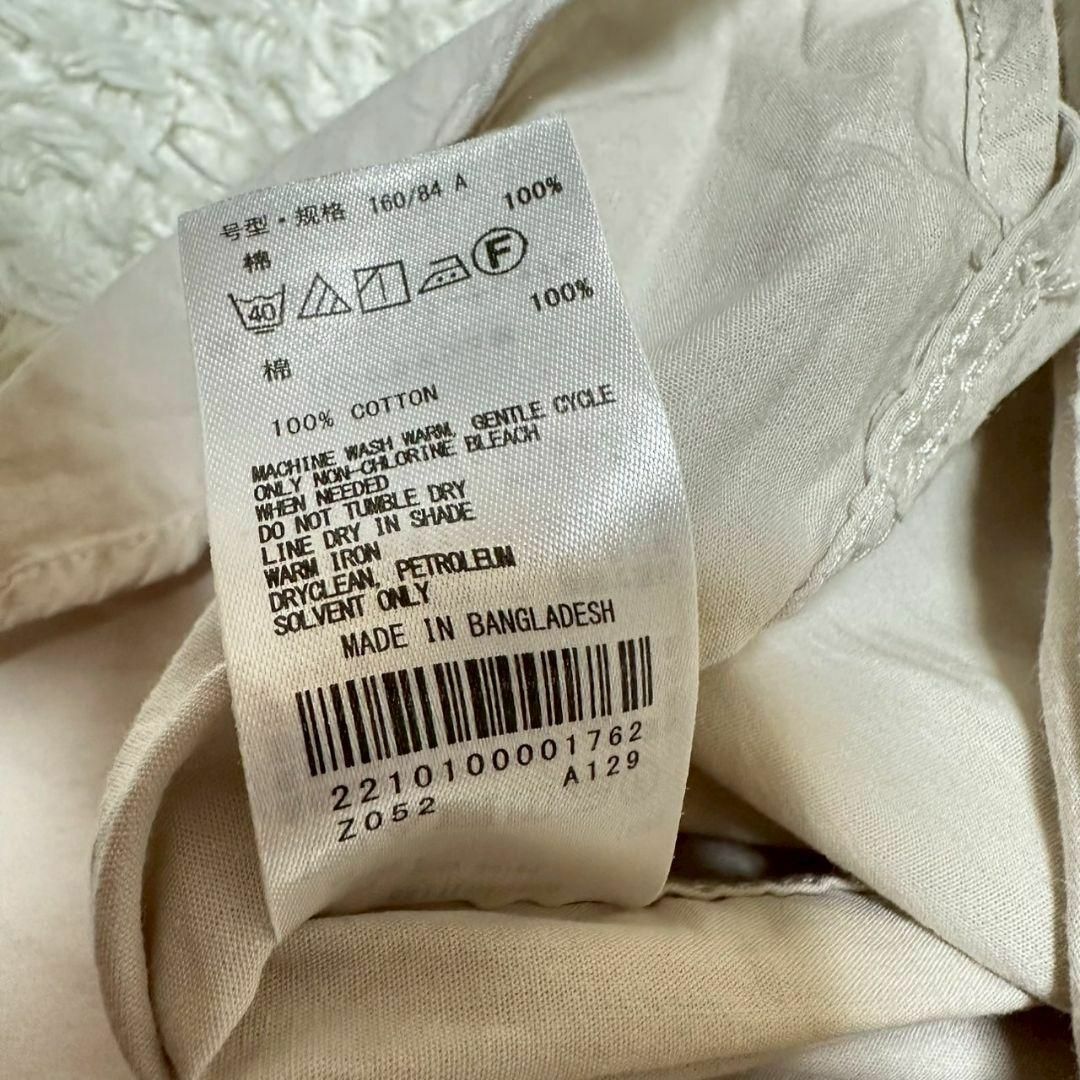 号型・规格 160/84 A
棉 100%
40 1 F
棉 100%
100% COTTON
MACHINE WASH WARM, GENTLE CYCLE
ONLY NON-CHLORINE BLEACH
WHEN NEEDED
DO NOT TUMBLE DRY
LINE DRY IN SHADE
WARM IRON
DRYCLEAN, PETROLEUM
SOLVENT ONLY
MADE IN BANGLADESH
2210100001762
Z052 A129